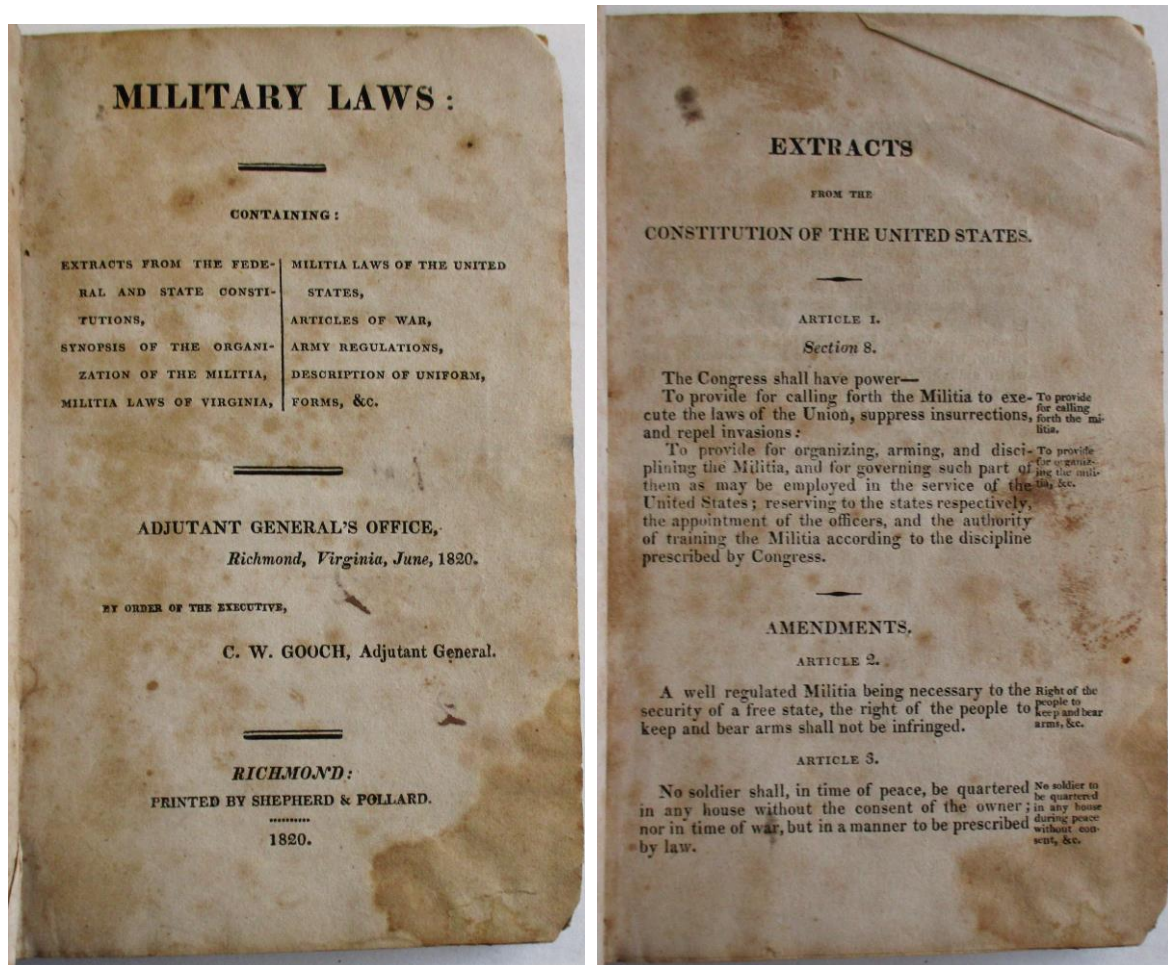 MILITARY LAWS:
CONTAINING:
EXTRACTS FROM THE FEDE-
RAL AND STATE CONSTI-
TUTIONS,
SYNOPSIS OF THE ORGANI-
ZATION OF THE MILITIA,
MILITIA LAWS OF VIRGINIA,
MILITIA LAWS OF THE UNITED
STATES,
ARTICLES OF WAR,
ARMY REGULATIONS,
DESCRIPTION OF UNIFORM,
FORMS, &C.
ADJUTANT GENERAL'S OFFICE,
Richmond, Virginia, June, 1820.
BY ORDER OF THE EXECUTIVE,
C. W. GOOCH, Adjutant General.
RICHMOND:
PRINTED BY SHEPHERD & POLLARD.
1820.
EXTRACTS
FROM THE
CONSTITUTION OF THE UNITED STATES.
ARTICLE 1.
Section 8.
The Congress shall have power—
To provide for calling forth the Militia to exe-
cute the laws of the Union, suppress insurrections,
and repel invasions:
To provide
for calling
forth the mi-
litia.
To provide for organizing, arming, and disci-
plining the Militia, and for governing such part of
them as may be employed in the service of the
United States; reserving to the states respectively,
the appointment of the officers, and the authority
of training the Militia according to the discipline
prescribed by Congress.
To provide
for organiz-
ing the mili-
tia, &c.
AMENDMENTS.
ARTICLE 2.
A well regulated Militia being necessary to the
security of a free state, the right of the people to
keep and bear arms shall not be infringed.
Right of the
people to
keep and bear
arms, &c.
ARTICLE 3.
No soldier shall, in time of peace, be quartered
in any house without the consent of the owner;
nor in time of war, but in a manner to be prescribed
by law.
No soldier to
be quartered
in any house
during peace
without con-
sent, &c.